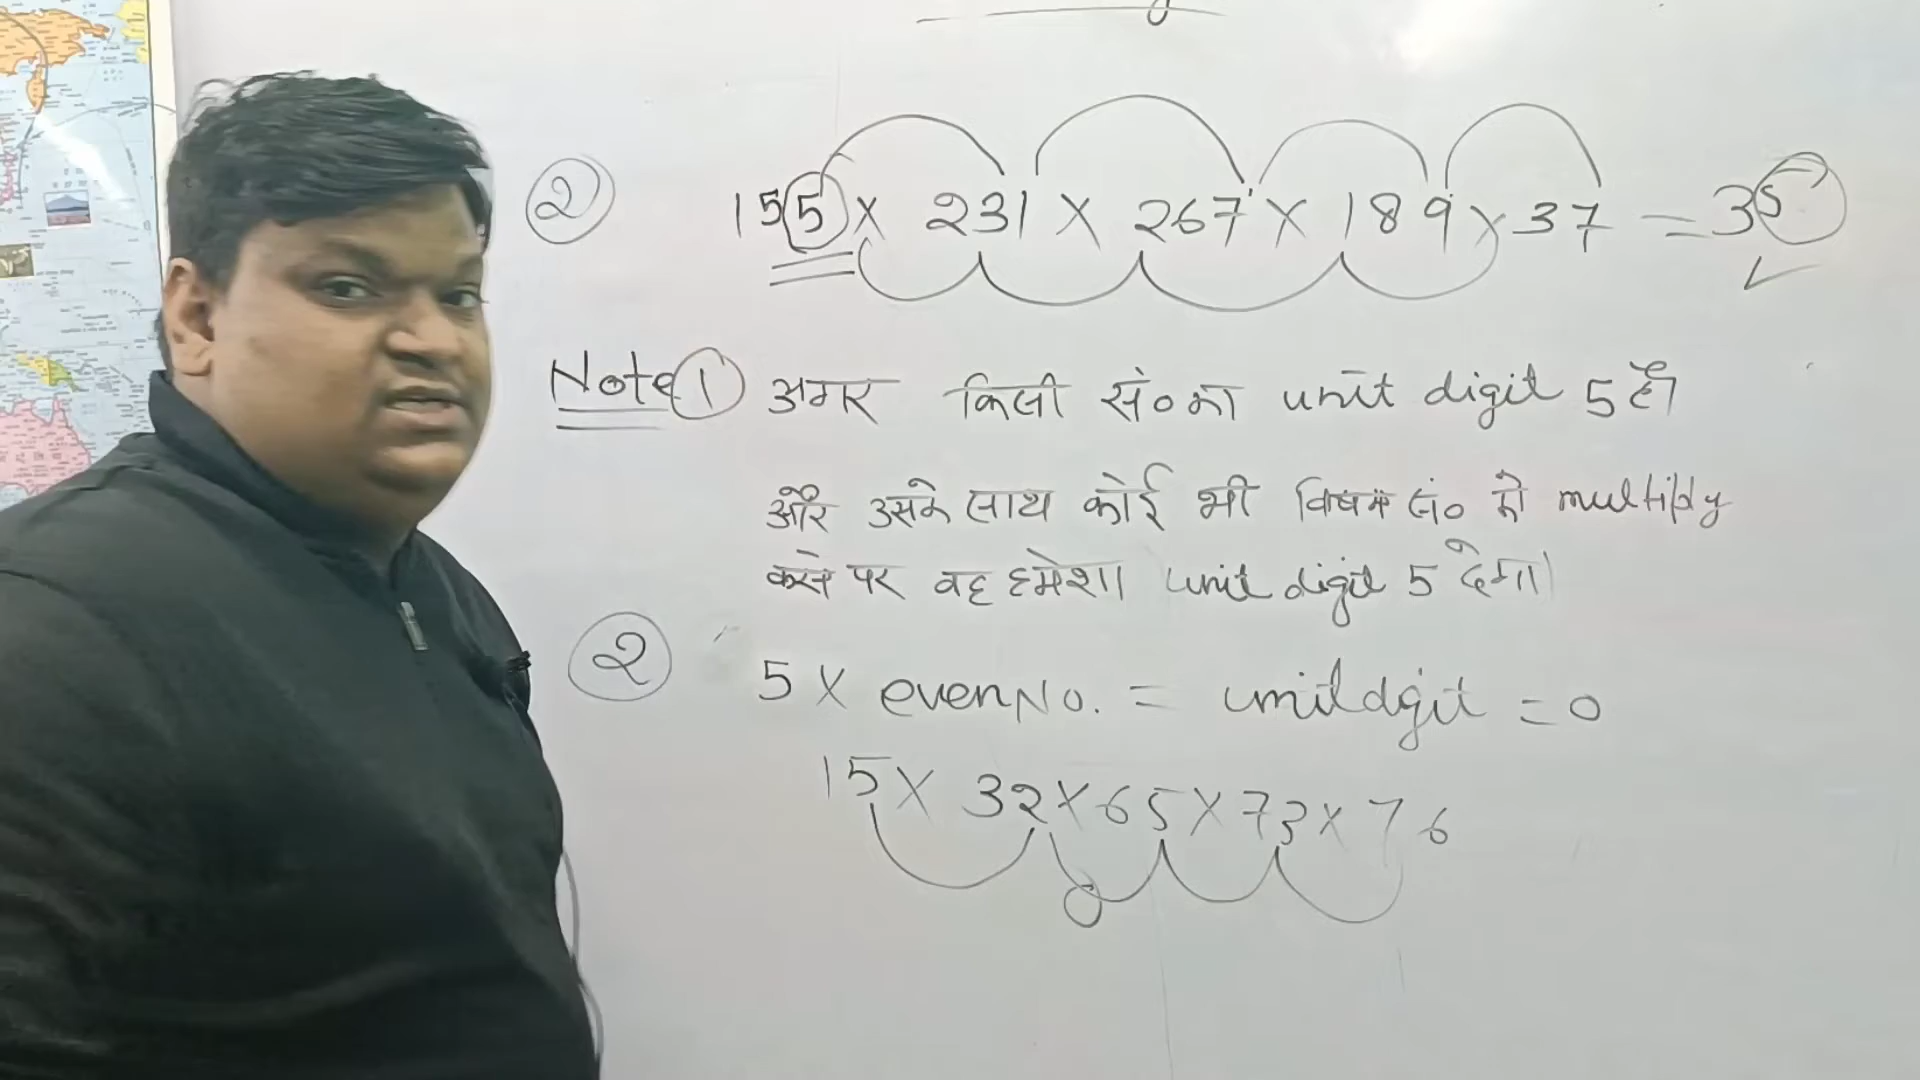 ② 155 × 231 × 267 × 189 × 37 = 35 ✓
Note ① अगर किसी सं० का unit digit 5 हो
और उसके साथ कोई भी विषम सं० से multiply
करने पर वह हमेशा unit digit 5 देगा।
② 5 × even No. = unit digit = 0
15 × 32 × 65 × 73 × 76
0